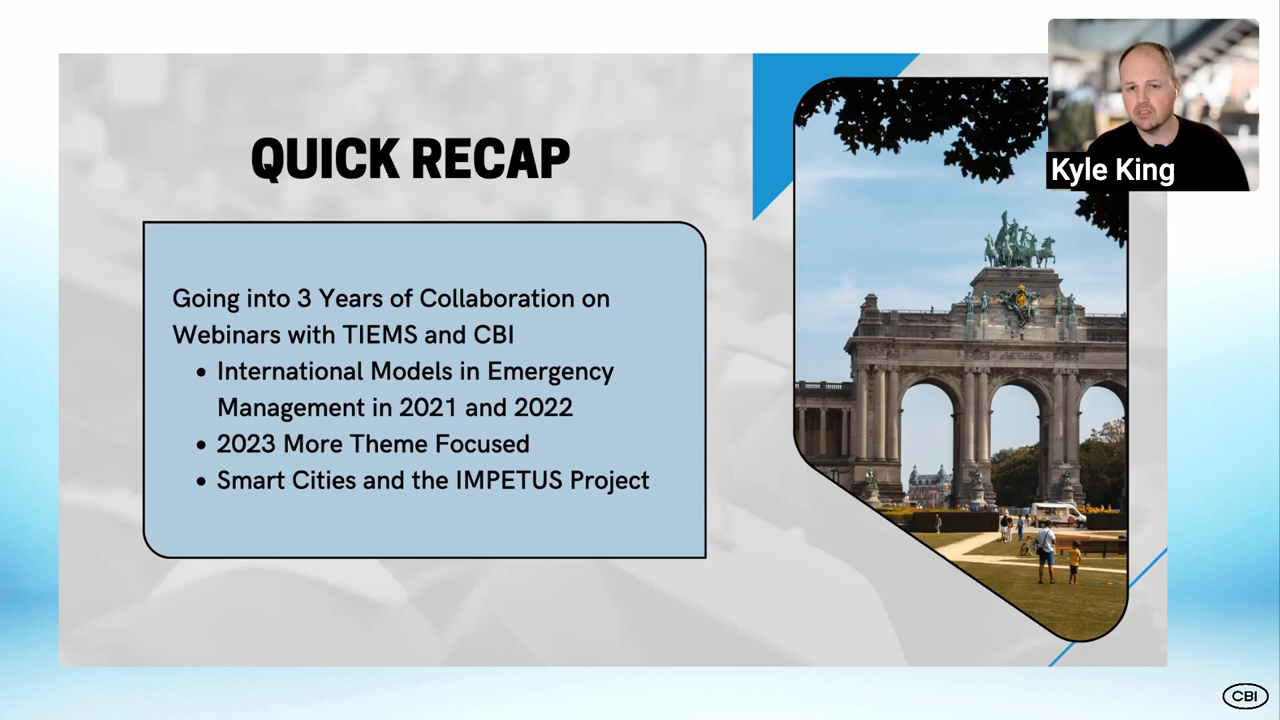 QUICK RECAP
Going into 3 Years of Collaboration on
Webinars with TIEMS and CBI
• International Models in Emergency
Management in 2021 and 2022
• 2023 More Theme Focused
• Smart Cities and the IMPETUS Project
Kyle King
CBI